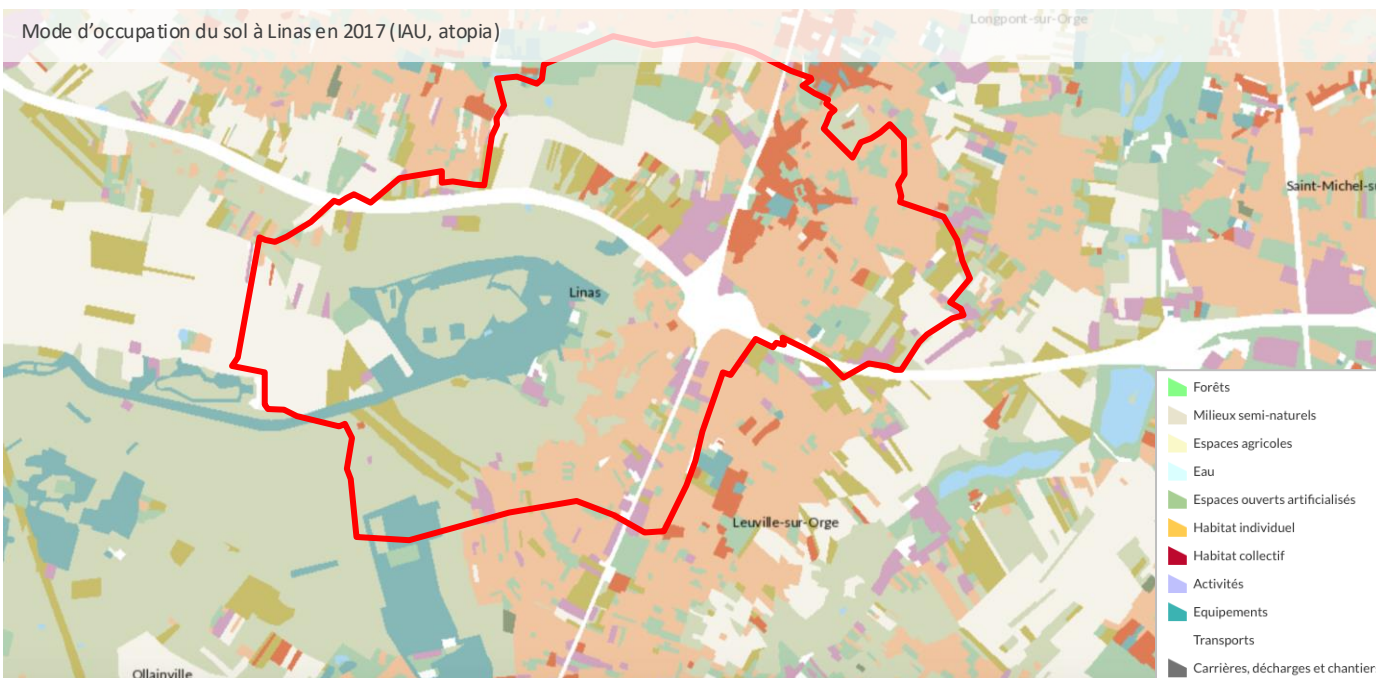 Mode d'occupation du sol à Linas en 2017 (IAU, atopia)
Longpont-sur-Orge
Saint-Michel-su
Linas
Leuville-sur-Orge
Ollainville
Forêts
Milieux semi-naturels
Espaces agricoles
Eau
Espaces ouverts artificialisés
Habitat individuel
Habitat collectif
Activités
Equipements
Transports
Carrières, décharges et chantier